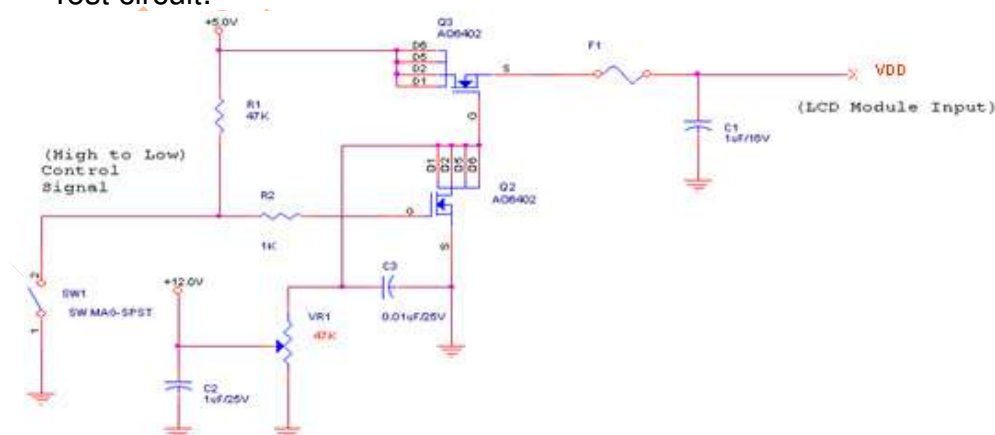 Test circuit:
+5.0V
Q3
AO6402
D6
D5
D2
D1
S
G
F1
VDD
(LCD Module Input)
C1
1uF/16V
R1
47K
(High to Low)
Control
Signal
R2
1K
G
D1
D2
D5
D6
Q2
AO6402
S
2
SW1
SW MAG-SPST
1
+12.0V
C3
0.01uF/25V
VR1
47K
C2
1uF/25V